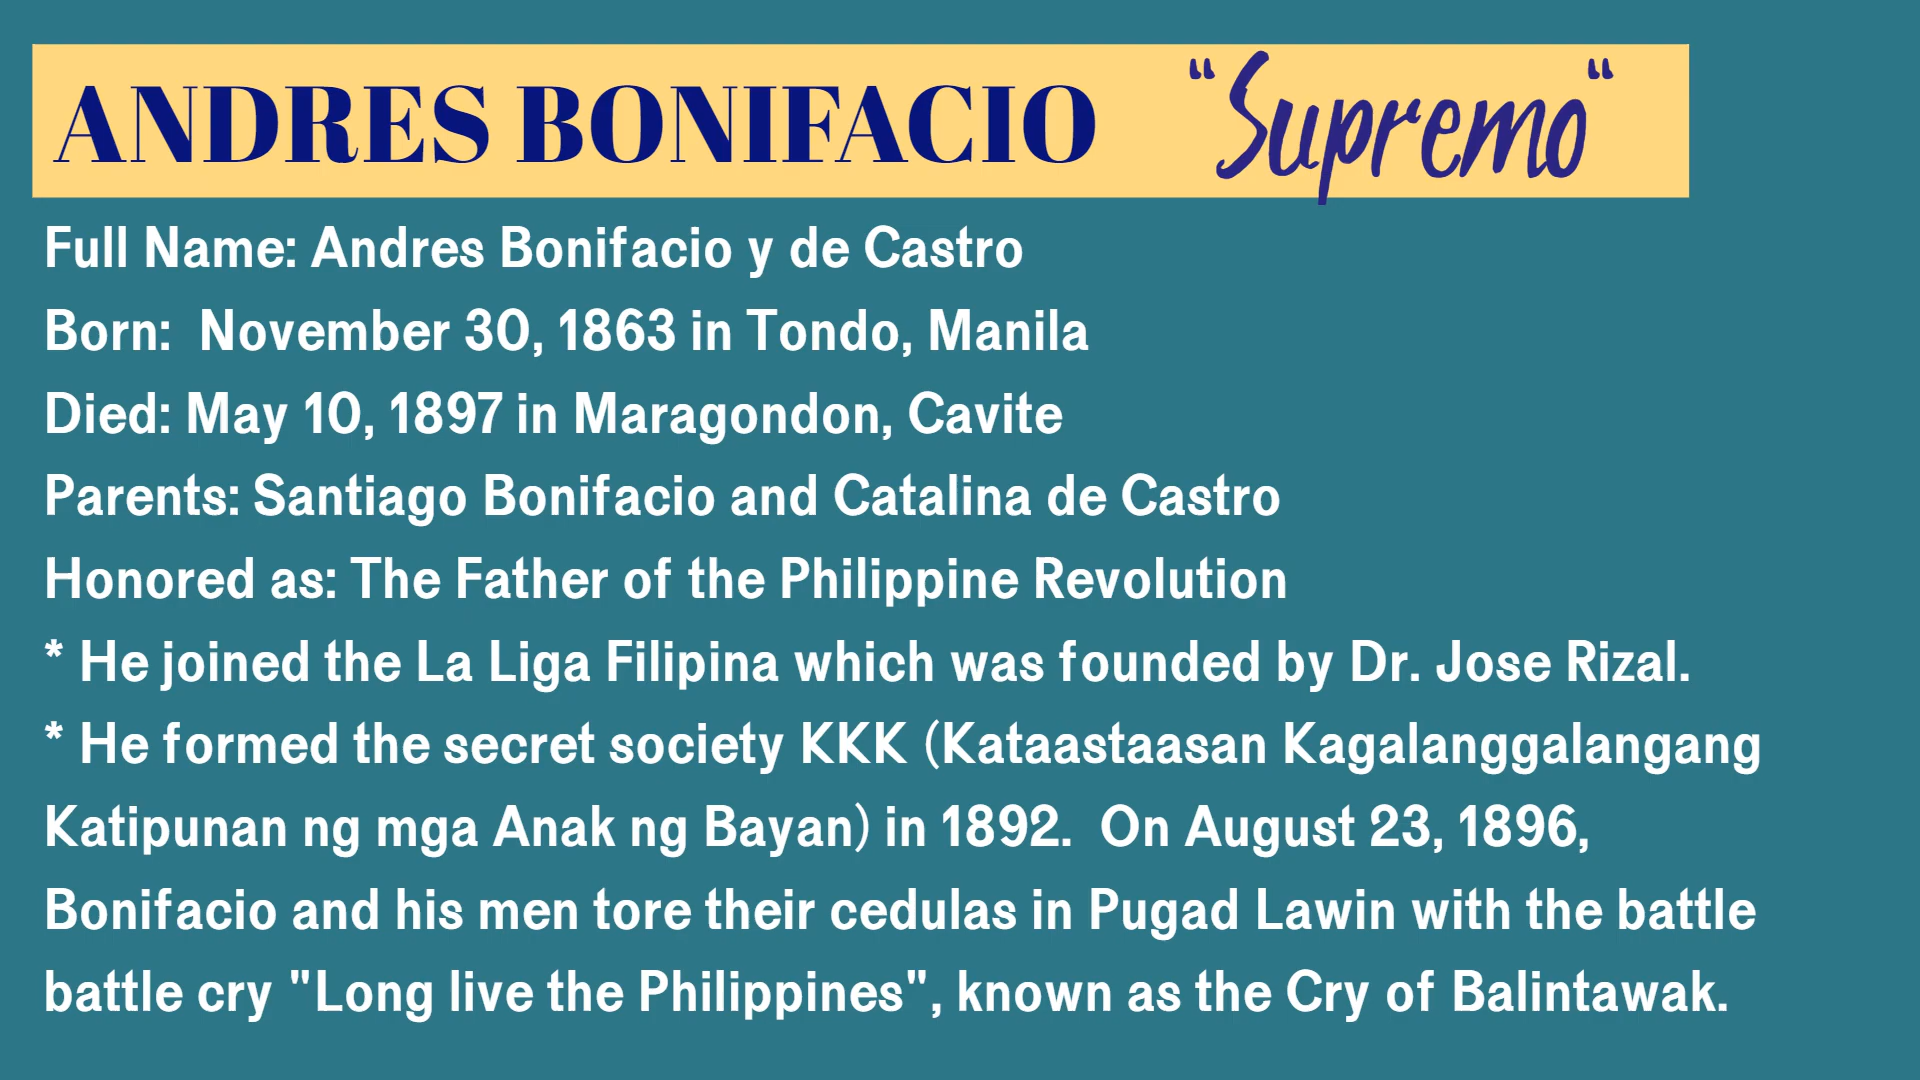 ANDRES BONIFACIO “Supremo“
Full Name: Andres Bonifacio y de Castro
Born:  November 30, 1863 in Tondo, Manila
Died: May 10, 1897 in Maragondon, Cavite
Parents: Santiago Bonifacio and Catalina de Castro
Honored as: The Father of the Philippine Revolution
* He joined the La Liga Filipina which was founded by Dr. Jose Rizal.
* He formed the secret society KKK (Kataastaasan Kagalanggalangang
Katipunan ng mga Anak ng Bayan) in 1892.  On August 23, 1896,
Bonifacio and his men tore their cedulas in Pugad Lawin with the battle
battle cry "Long live the Philippines", known as the Cry of Balintawak.